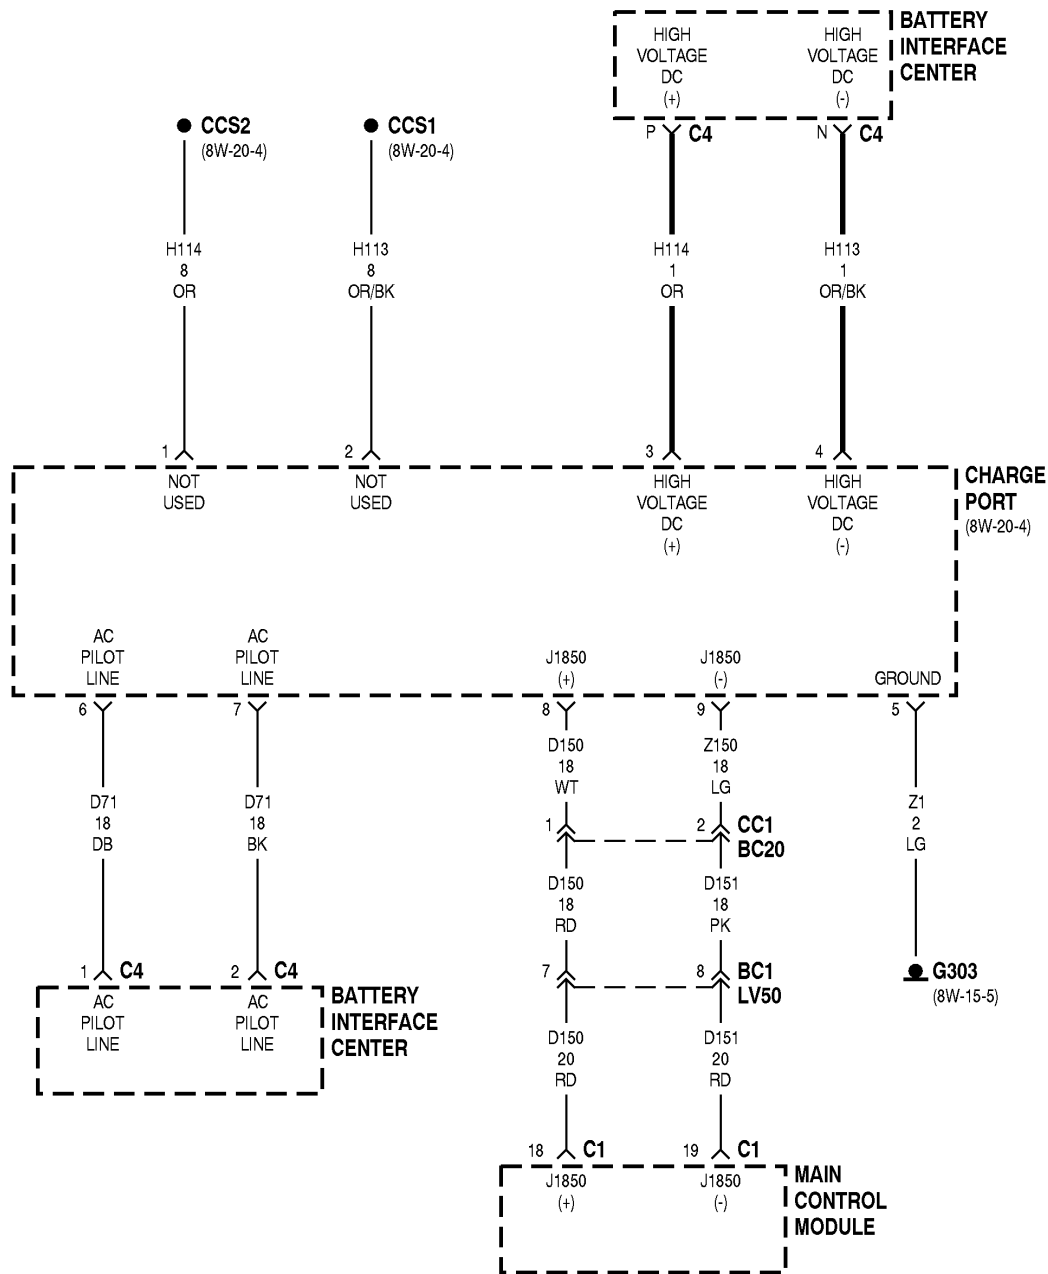 HIGH
VOLTAGE
DC
(+)
HIGH
VOLTAGE
DC
(-)
BATTERY
INTERFACE
CENTER
P
C4
N
C4
CCS2
(8W-20-4)
CCS1
(8W-20-4)
H114
8
OR
H113
8
OR/BK
H114
1
OR
H113
1
OR/BK
1
2
3
4
NOT
USED
NOT
USED
HIGH
VOLTAGE
DC
(+)
HIGH
VOLTAGE
DC
(-)
CHARGE
PORT
(8W-20-4)
AC
PILOT
LINE
AC
PILOT
LINE
J1850
(+)
J1850
(-)
GROUND
6
7
8
9
5
D71
18
DB
D71
18
BK
D150
18
WT
Z150
18
LG
Z1
2
LG
1
2
CC1
BC20
D150
18
RD
D151
18
PK
1
C4
2
C4
7
8
BC1
LV50
G303
(8W-15-5)
AC
PILOT
LINE
AC
PILOT
LINE
BATTERY
INTERFACE
CENTER
D150
20
RD
D151
20
RD
18
C1
19
C1
J1850
(+)
J1850
(-)
MAIN
CONTROL
MODULE